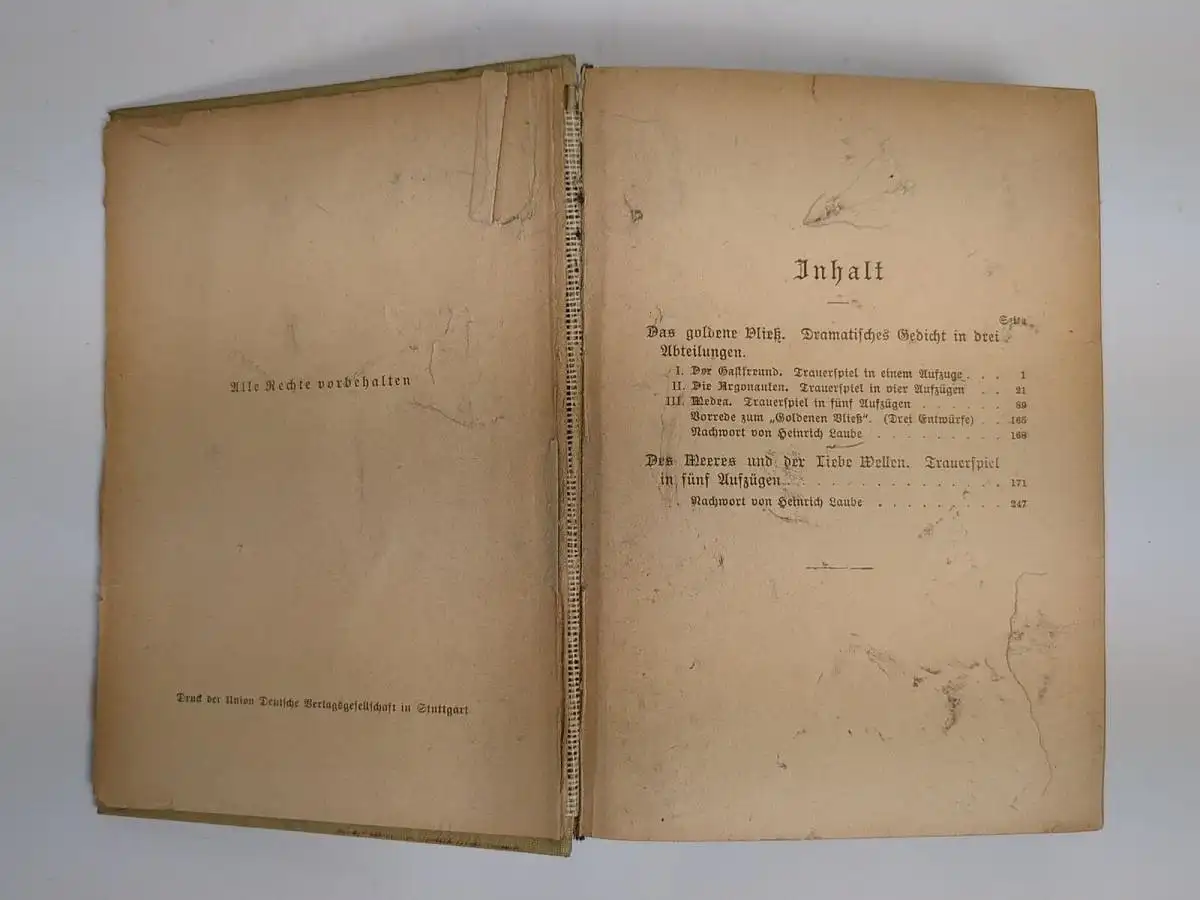 Alle Rechte vorbehalten
Druck der Union Deutsche Verlagsgesellschaft in Stuttgart
Inhalt
Seite
Das goldene Vließ. Dramatisches Gedicht in drei
Abteilungen.
I. Der Gastfreund. Trauerspiel in einem Aufzuge . . . 1
II. Die Argonauten. Trauerspiel in vier Aufzügen . . 21
III. Medea. Trauerspiel in fünf Aufzügen . . . . . . . 89
Vorrede zum „Goldenen Vließ“. (Drei Entwürfe) . . 165
Nachwort von Heinrich Laube . . . . . . . . . . 168
Des Meeres und der Liebe Wellen. Trauerspiel
in fünf Aufzügen . . . . . . . . . . . . . . . . 171
Nachwort von Heinrich Laube . . . . . . . . . . 247